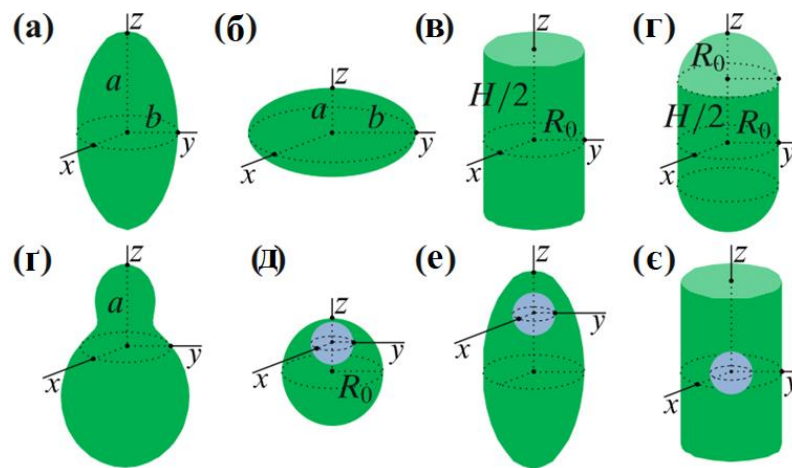 (а) z a b y x
(б) z a b y x
(в) z H/2 R₀ y x
(г) z R₀ H/2 R₀ y x
(ґ) z a y x
(д) z y x R₀
(е) z y x
(є) z y x